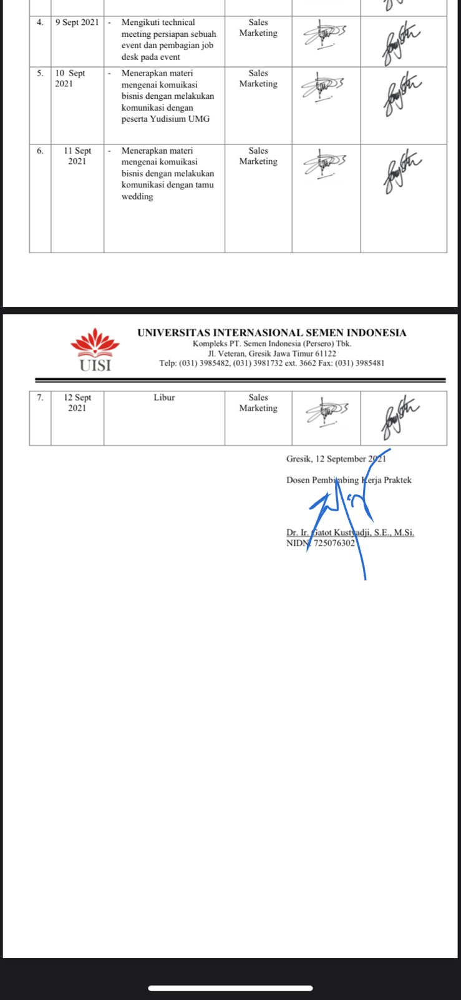 4. 9 Sept 2021 - Mengikuti technical Sales
meeting persiapan sebuah Marketing
event dan pembagian job
desk pada event
5. 10 Sept - Menerapkan materi Sales
2021 mengenai komuikasi Marketing
bisnis dengan melakukan
komunikasi dengan
peserta Yudisium UMG
6. 11 Sept - Menerapkan materi Sales
2021 mengenai komuikasi Marketing
bisnis dengan melakukan
komunikasi dengan tamu
wedding
UNIVERSITAS INTERNASIONAL SEMEN INDONESIA
Kompleks PT. Semen Indonesia (Persero) Tbk.
Jl. Veteran, Gresik Jawa Timur 61122
Telp: (031) 3985482, (031) 3981732 ext. 3662 Fax: (031) 3985481
UISI
7. 12 Sept Libur Sales
2021 Marketing
Gresik, 12 September 2021
Dosen Pembimbing Kerja Praktek
Dr. Ir. Gatot Kustyadji, S.E., M.Si.
NIDN. 725076302